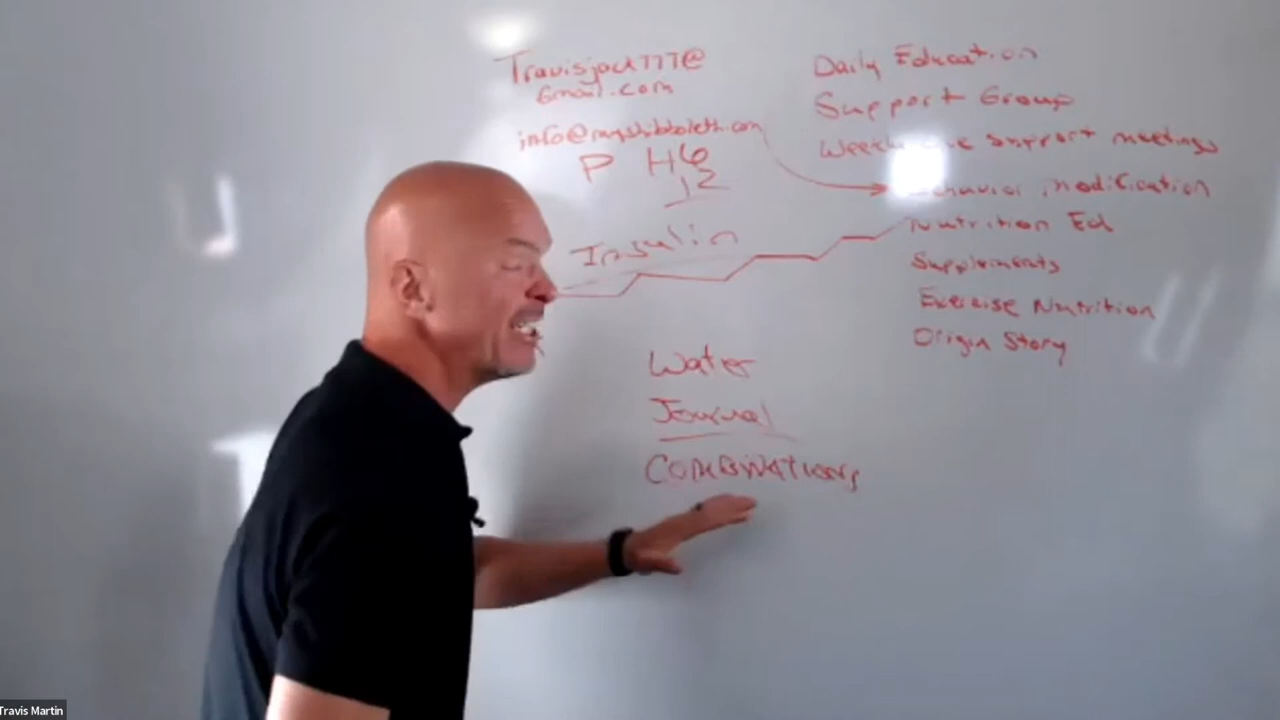 Travisjack777@
Gmail.com
info@myshibboleth.com
P H6
12
Insulin
Water
Journal
COMBINATIONS
Daily Education
Support Group
support meetings
modification
Nutrition Ed
Supplements
Exercise Nutrition
Origin Story
Travis Martin